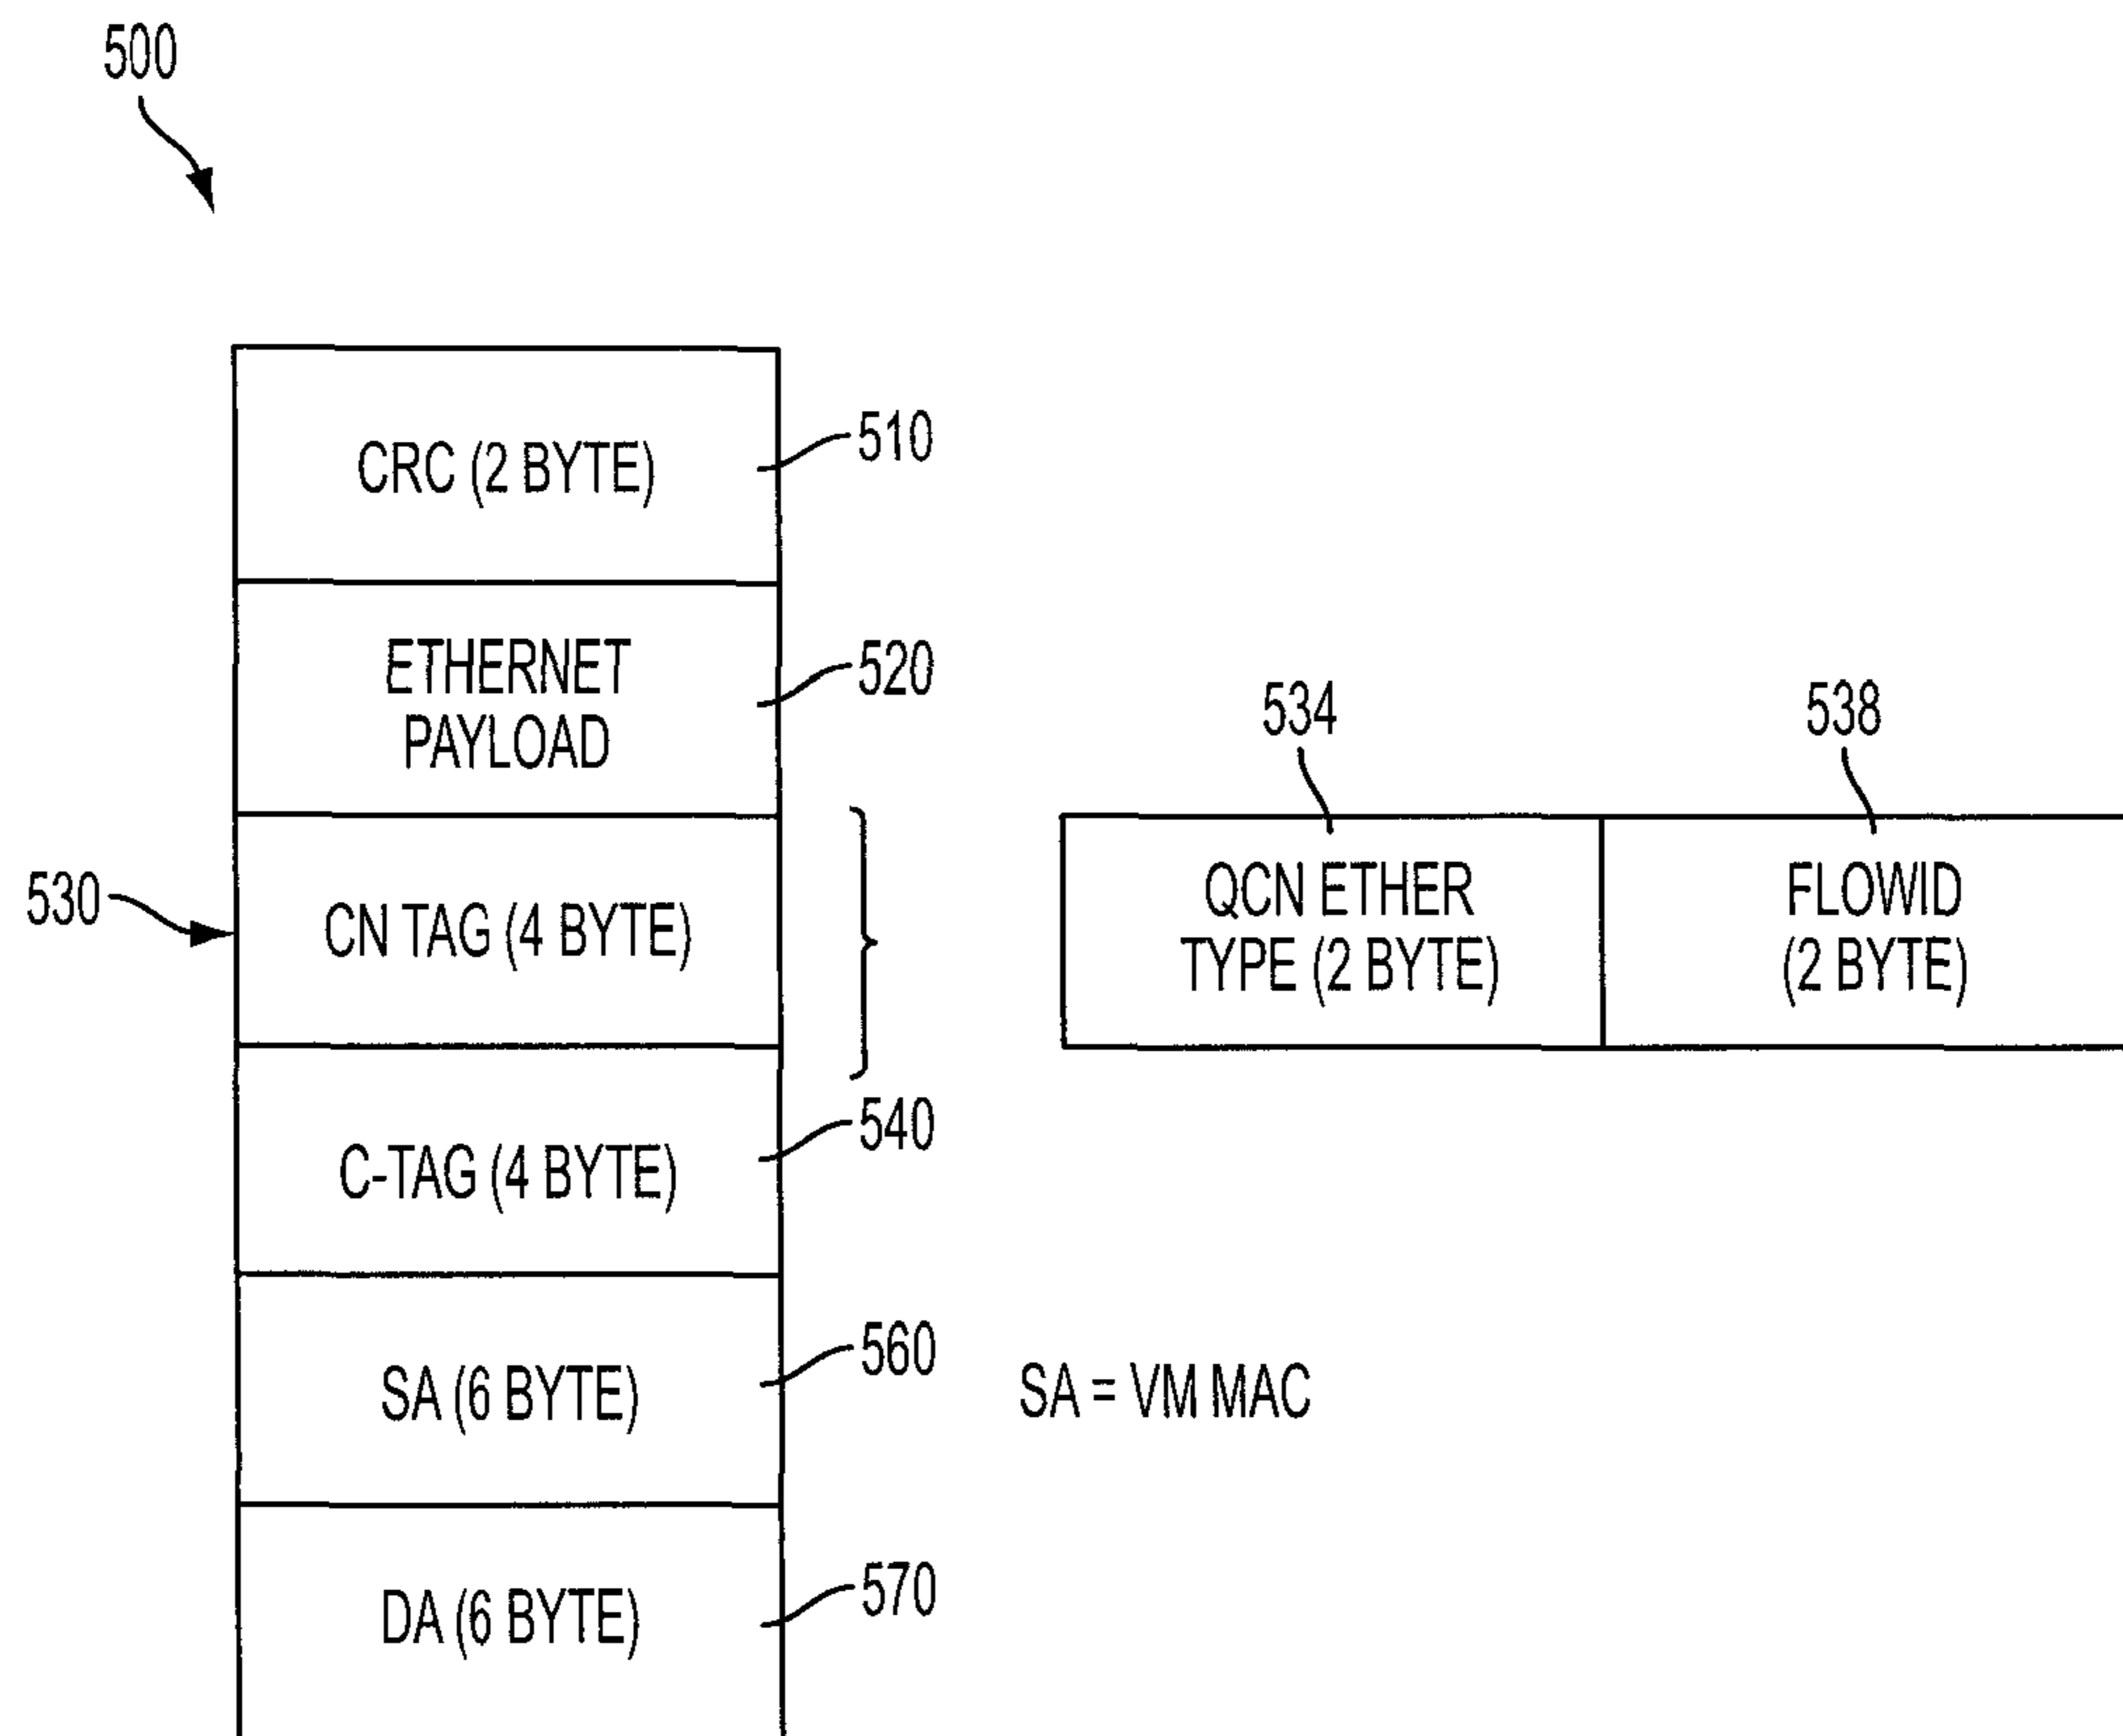 500
CRC (2 BYTE)
510
ETHERNET
PAYLOAD
520
530
CN TAG (4 BYTE)
534
QCN ETHER
TYPE (2 BYTE)
538
FLOWID
(2 BYTE)
C-TAG (4 BYTE)
540
SA (6 BYTE)
560
SA = VM MAC
DA (6 BYTE)
570